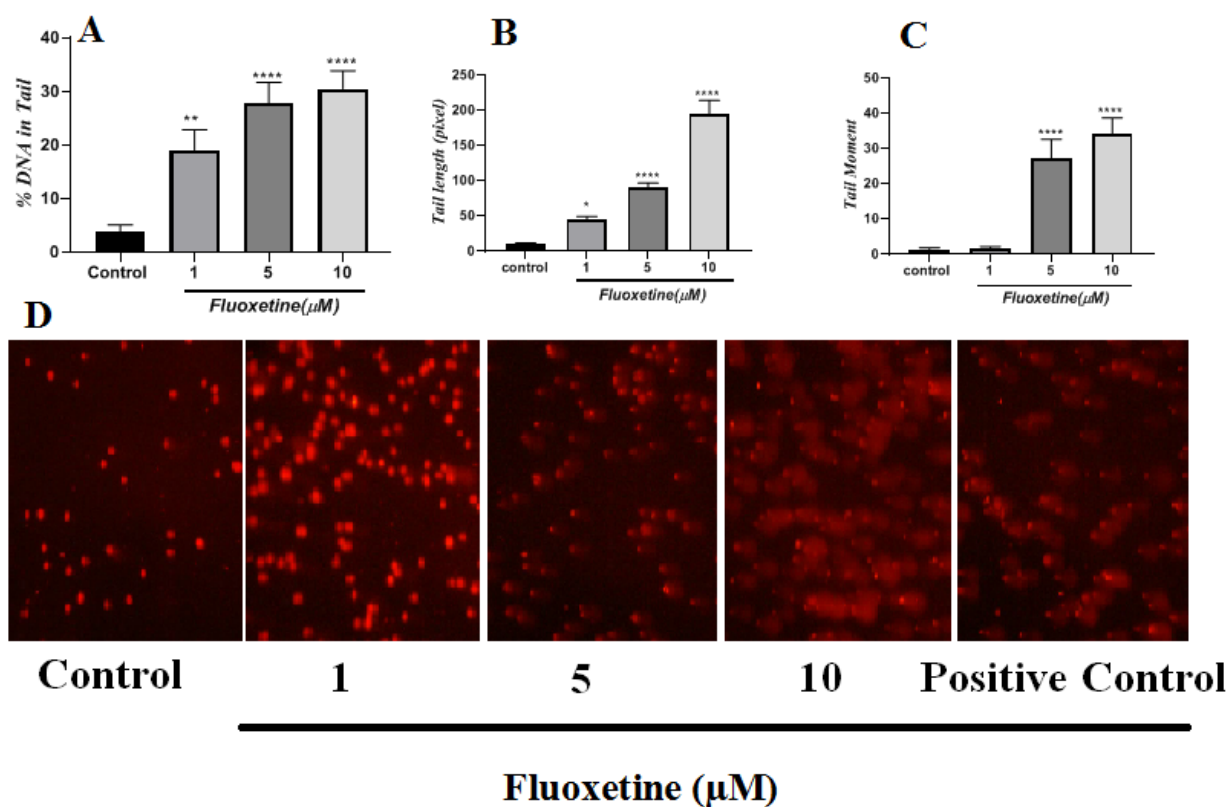 A
% DNA in Tail
40
30
20
10
0
** **** ****
Control 1 5 10
Fluoxetine(μM)
B
Tail length (pixel)
250
200
150
100
50
0
* **** ****
control 1 5 10
Fluoxetine(μM)
C
Tail Moment
50
40
30
20
10
0
**** ****
control 1 5 10
Fluoxetine(μM)
D
Control 1 5 10 Positive Control
Fluoxetine (μM)